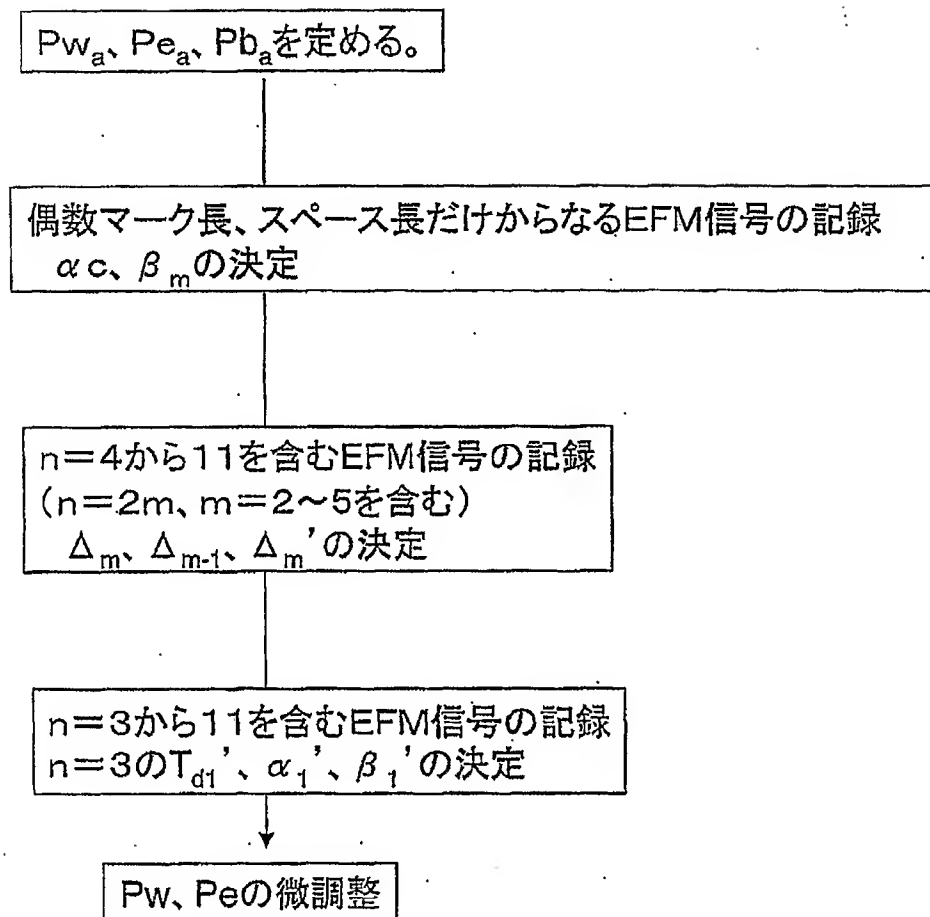 Pwa、Pea、Pbaを定める。
偶数マーク長、スペース長だけからなるEFM信号の記録
αc、βmの決定
n=4から11を含むEFM信号の記録
(n=2m、m=2~5を含む)
Δm、Δm-1、Δm'の決定
n=3から11を含むEFM信号の記録
n=3のTd1'、α1'、β1'の決定
Pw、Peの微調整